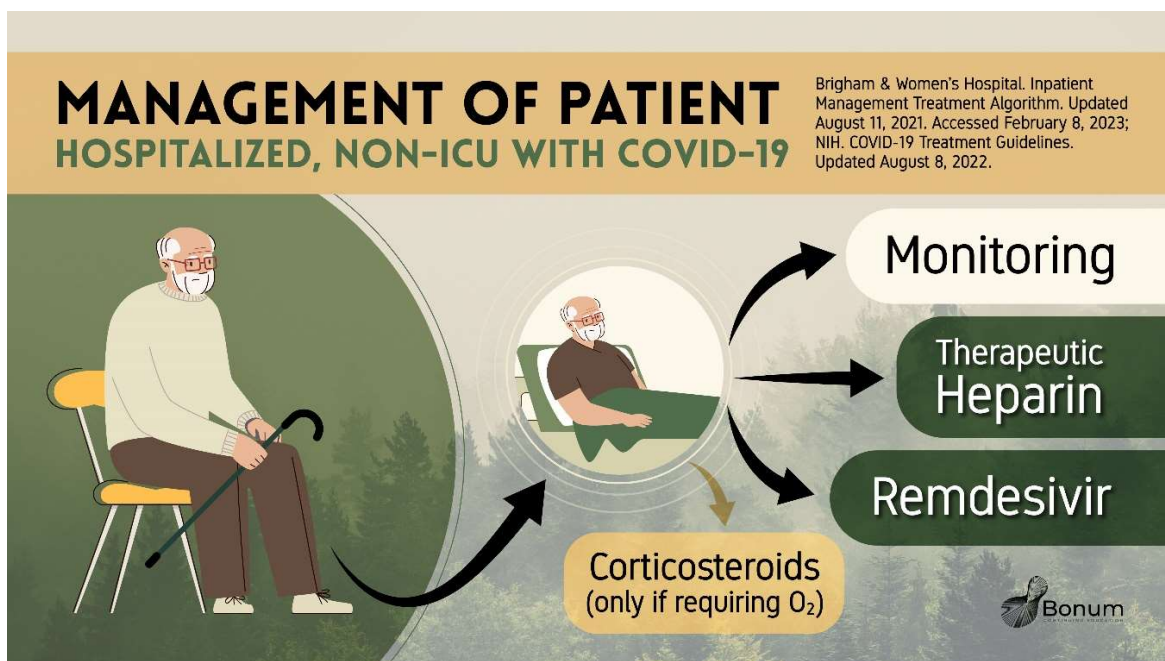 MANAGEMENT OF PATIENT
HOSPITALIZED, NON-ICU WITH COVID-19
Brigham & Women's Hospital. Inpatient
Management Treatment Algorithm. Updated
August 11, 2021. Accessed February 8, 2023;
NIH. COVID-19 Treatment Guidelines.
Updated August 8, 2022.
Monitoring
Therapeutic
Heparin
Remdesivir
Corticosteroids
(only if requiring O₂)
Bonum
CONTINUING EDUCATION